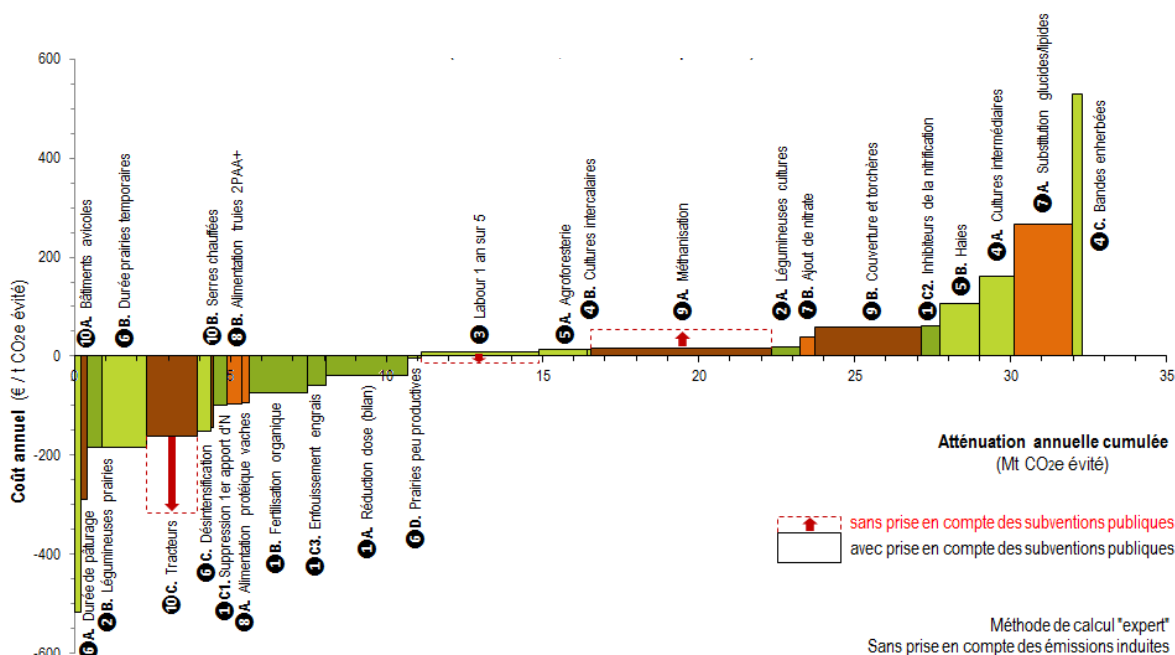 600
400
200
0
-200
-400
-600
Coût annuel (€ / t CO2e évité)
0
5
10
15
20
25
30
35
6 A. Durée de pâturage
10 A. Bâtiments avicoles
2 B. Légumineuses prairies
6 B. Durée prairies temporaires
10 C. Tracteurs
6 C. Désintensification
10 B. Serres chauffées
1 C1. Suppression 1er apport d'N
8 B. Alimentation truies 2PAA+
8 A. Alimentation protéique vaches
1 B. Fertilisation organique
1 C3. Enfouissement engrais
1 A. Réduction dose (bilan)
6 D. Prairies peu productives
3 Labour 1 an sur 5
5 A. Agroforesterie
4 B. Cultures intercalaires
9 A. Méthanisation
2 A. Légumineuses cultures
7 B. Ajout de nitrate
9 B. Couverture et torchères
1 C2. Inhibiteurs de la nitrification
5 B. Haies
4 A. Cultures intermédiaires
7 A. Substitution glucides/lipides
4 C. Bandes enherbées
Atténuation annuelle cumulée
(Mt CO2e évité)
sans prise en compte des subventions publiques
avec prise en compte des subventions publiques
Méthode de calcul "expert"
Sans prise en compte des émissions induites